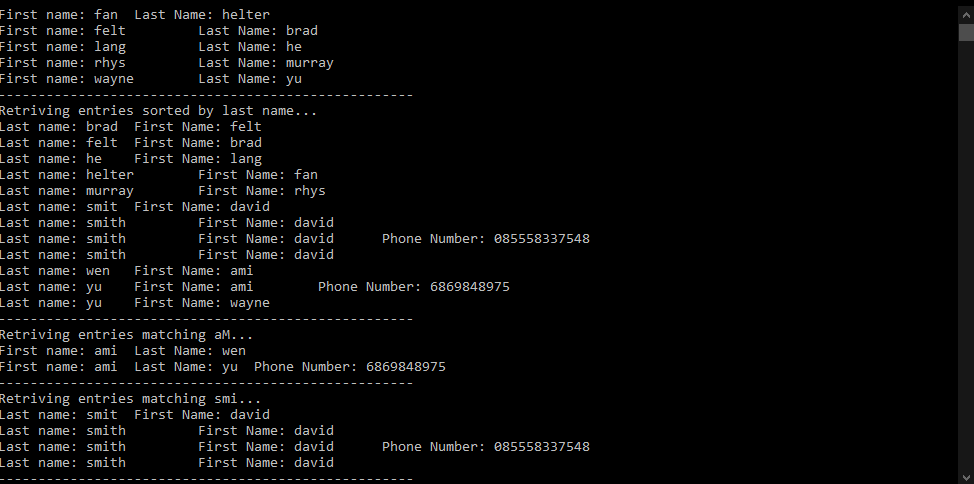 First name: fan  Last Name: helter
First name: felt         Last Name: brad
First name: lang         Last Name: he
First name: rhys         Last Name: murray
First name: wayne        Last Name: yu
----------------------------------------------------
Retriving entries sorted by last name...
Last name: brad  First Name: felt
Last name: felt  First Name: brad
Last name: he    First Name: lang
Last name: helter        First Name: fan
Last name: murray        First Name: rhys
Last name: smit  First Name: david
Last name: smith         First Name: david
Last name: smith         First Name: david      Phone Number: 085558337548
Last name: smith         First Name: david
Last name: wen   First Name: ami
Last name: yu    First Name: ami        Phone Number: 6869848975
Last name: yu    First Name: wayne
----------------------------------------------------
Retriving entries matching aM...
First name: ami  Last Name: wen
First name: ami  Last Name: yu  Phone Number: 6869848975
----------------------------------------------------
Retriving entries matching smi...
Last name: smit  First Name: david
Last name: smith         First Name: david
Last name: smith         First Name: david      Phone Number: 085558337548
Last name: smith         First Name: david
----------------------------------------------------